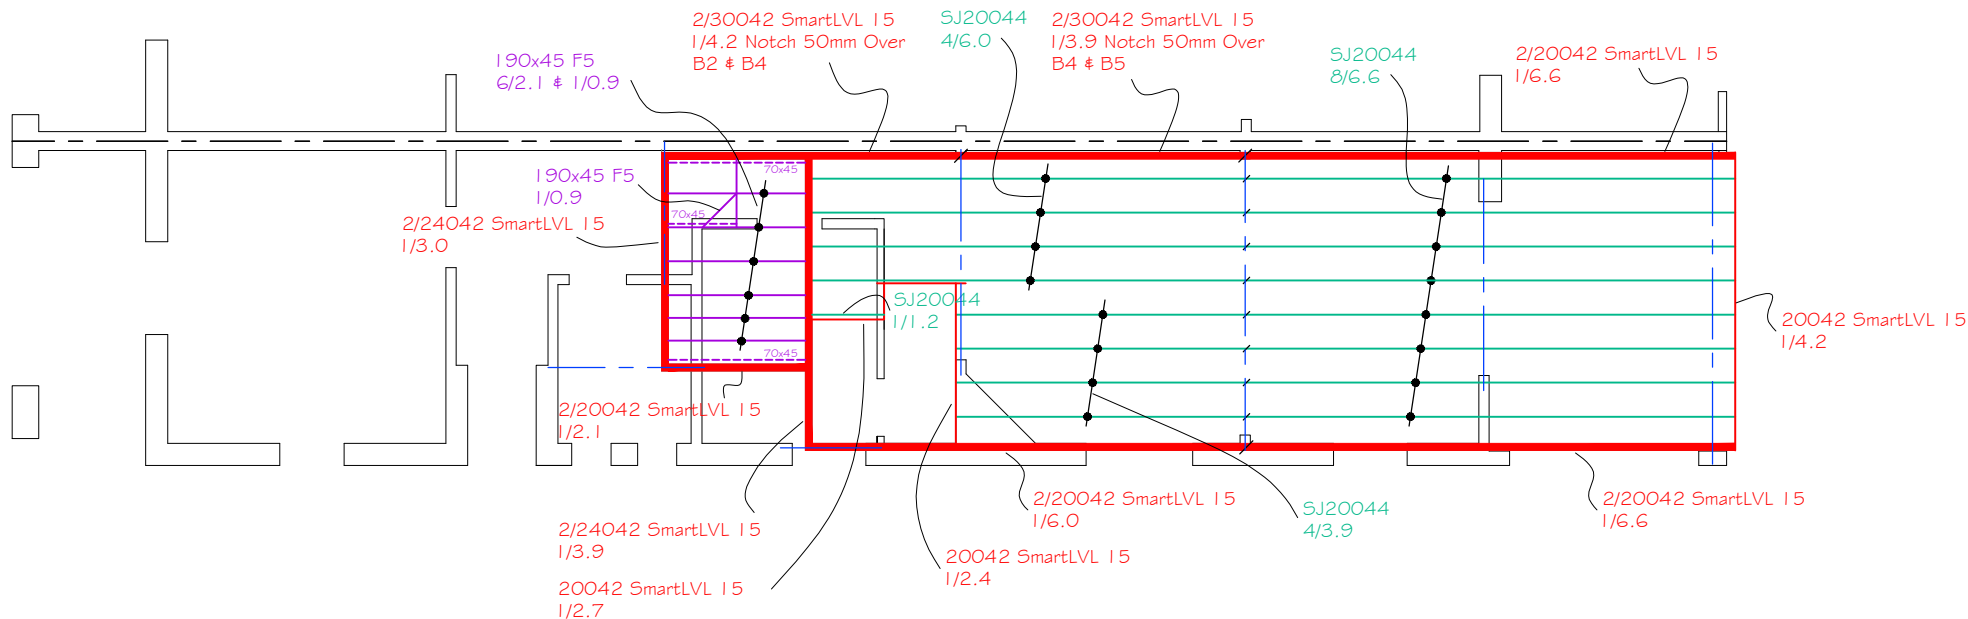 2/30042 SmartLVL 15
1/4.2 Notch 50mm Over
B2 & B4
SJ20044
4/6.0
2/30042 SmartLVL 15
1/3.9 Notch 50mm Over
B4 & B5
SJ20044
8/6.6
2/20042 SmartLVL 15
1/6.6
190x45 F5
6/2.1 & 1/0.9
190x45 F5
1/0.9
70x45
70x45
2/24042 SmartLVL 15
1/3.0
SJ20044
1/1.2
20042 SmartLVL 15
1/4.2
70x45
2/20042 SmartLVL 15
1/2.1
2/20042 SmartLVL 15
1/6.0
SJ20044
4/3.9
2/20042 SmartLVL 15
1/6.6
2/24042 SmartLVL 15
1/3.9
20042 SmartLVL 15
1/2.4
20042 SmartLVL 15
1/2.7